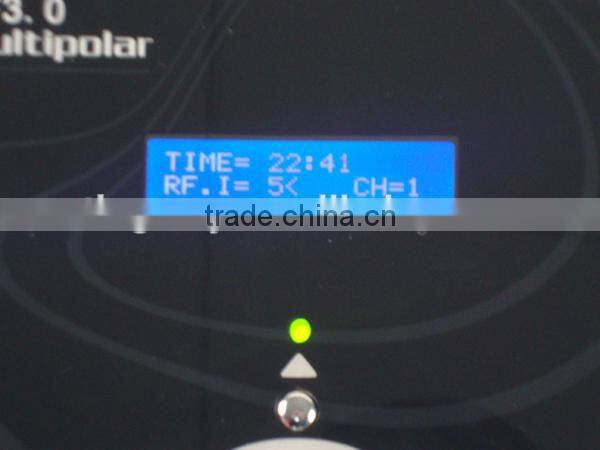 3.0
ultipolar
TIME= 22:41
RF.I= 5< CH=1
trade.china.cn